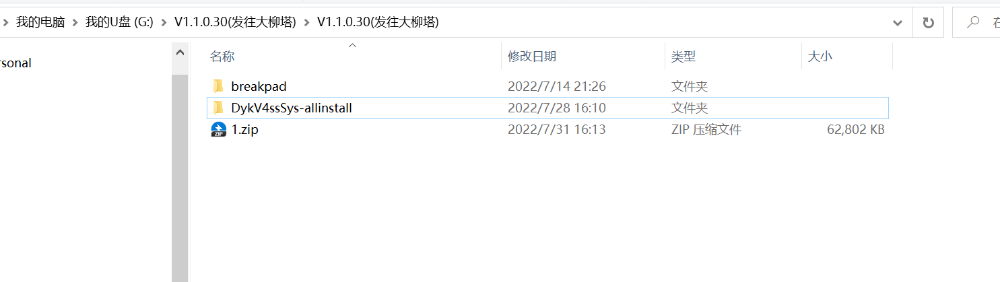 我的电脑 > 我的U盘 (G:) > V1.1.0.30(发往大柳塔) > V1.1.0.30(发往大柳塔)
在
rsonal
名称 修改日期 类型 大小
breakpad 2022/7/14 21:26 文件夹
DykV4ssSys-allinstall 2022/7/28 16:10 文件夹
ZIP 1.zip 2022/7/31 16:13 ZIP 压缩文件 62,802 KB